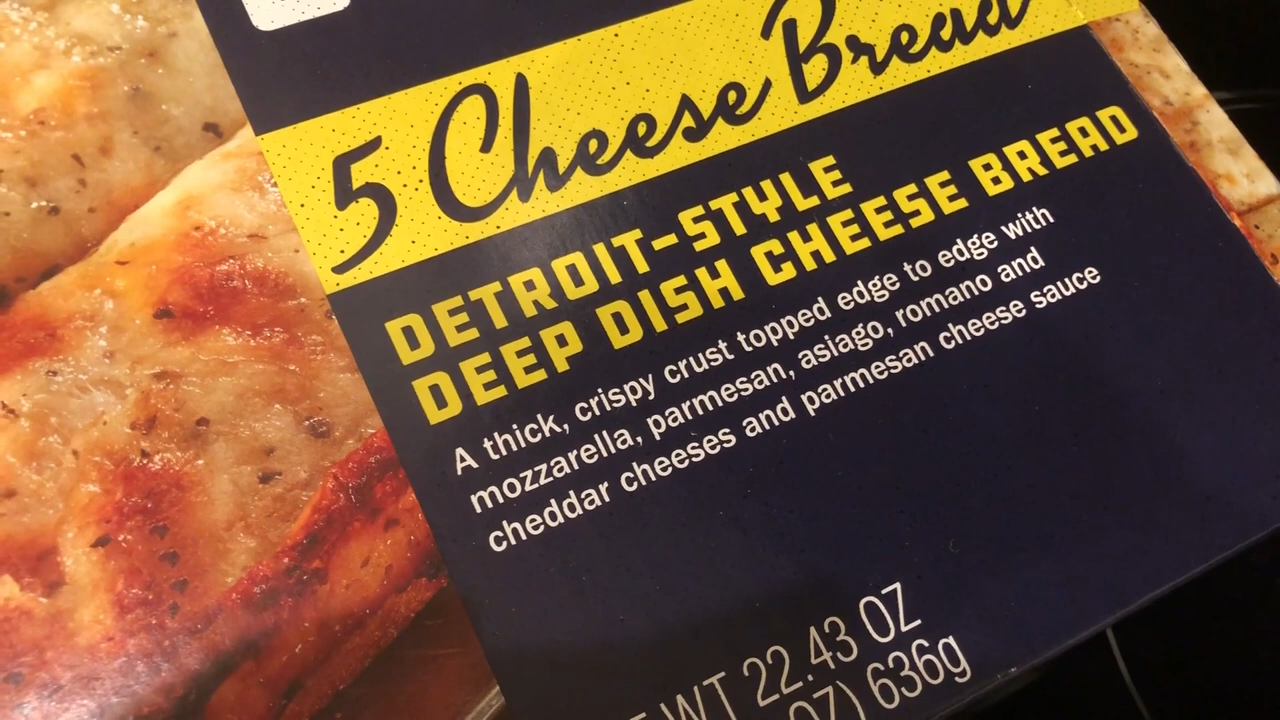 5 Cheese Bread
DETROIT-STYLE
DEEP DISH CHEESE BREAD
A thick, crispy crust topped edge to edge with
mozzarella, parmesan, asiago, romano and
cheddar cheeses and parmesan cheese sauce
WT 22.43 OZ
OZ) 636g